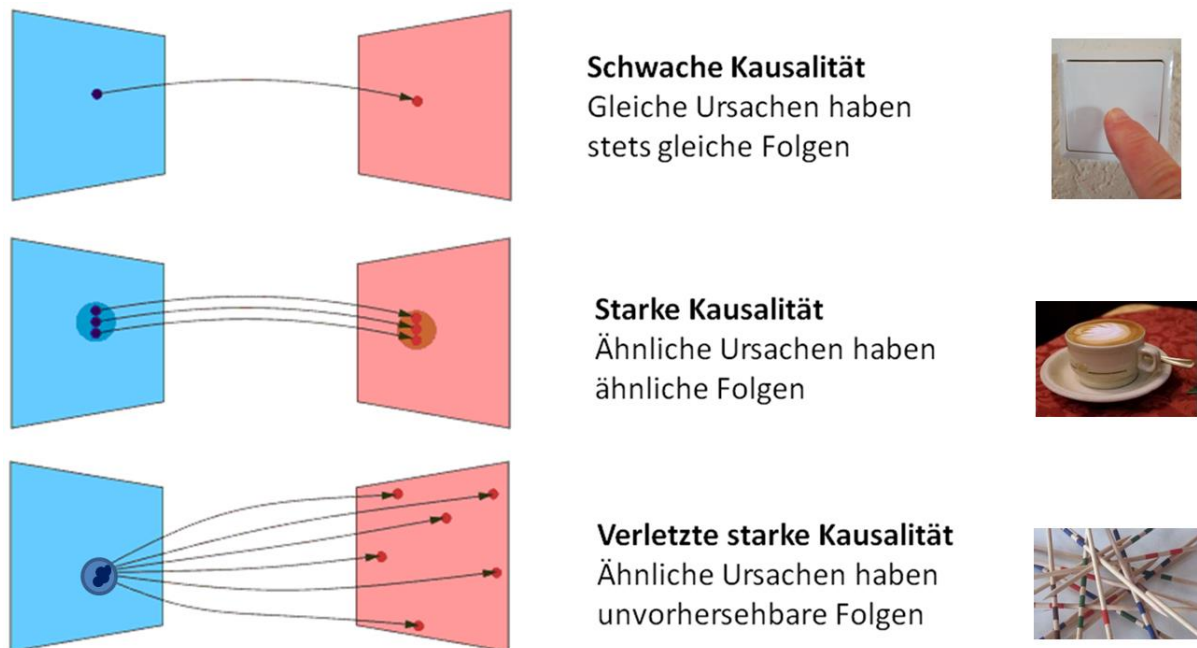 Schwache Kausalität
Gleiche Ursachen haben
stets gleiche Folgen
Starke Kausalität
Ähnliche Ursachen haben
ähnliche Folgen
Verletzte starke Kausalität
Ähnliche Ursachen haben
unvorhersehbare Folgen